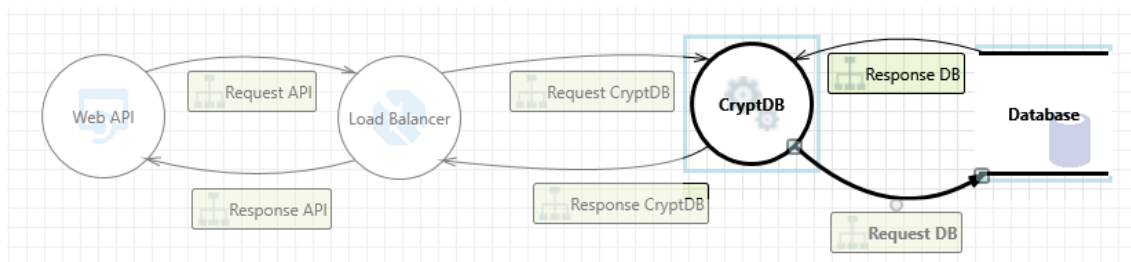 Web API
Request API
Response API
Load Balancer
Request CryptDB
Response CryptDB
CryptDB
Response DB
Request DB
Database